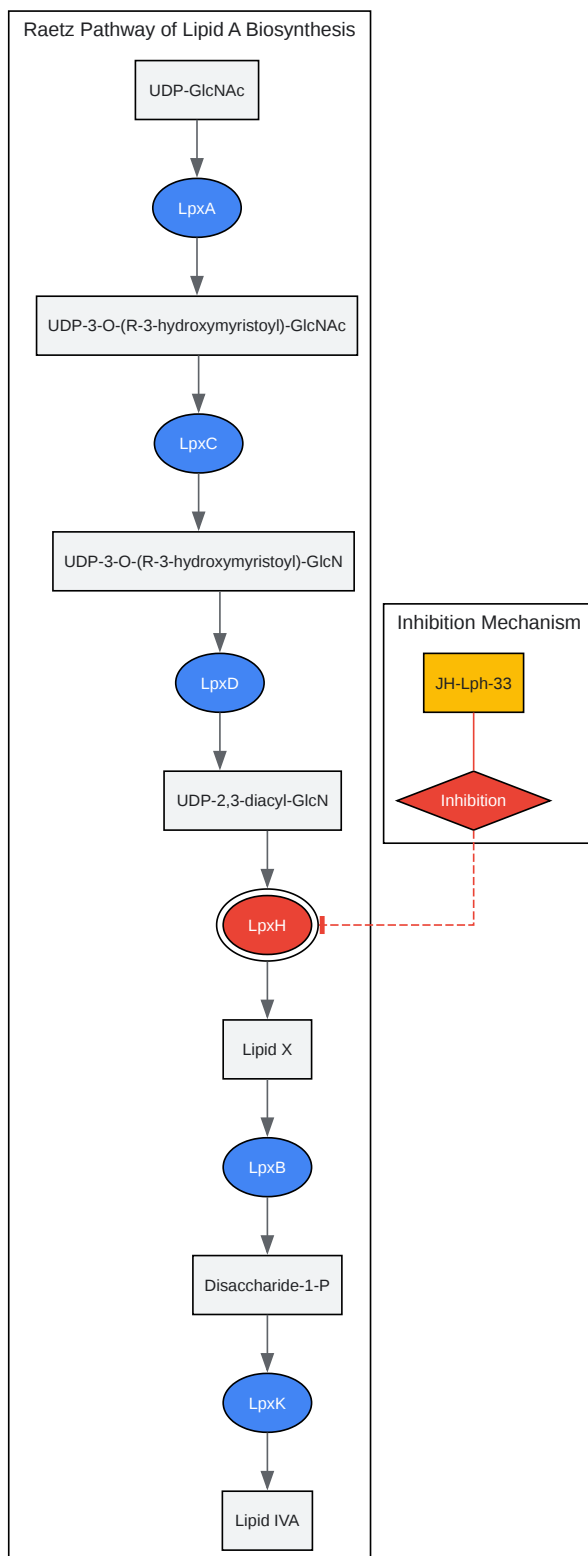 Raetz Pathway of Lipid A Biosynthesis
UDP-GlcNAc
LpxA
UDP-3-O-(R-3-hydroxymyristoyl)-GlcNAc
LpxC
UDP-3-O-(R-3-hydroxymyristoyl)-GlcN
LpxD
UDP-2,3-diacyl-GlcN
LpxH
Lipid X
LpxB
Disaccharide-1-P
LpxK
Lipid IVA
Inhibition Mechanism
JH-Lph-33
Inhibition